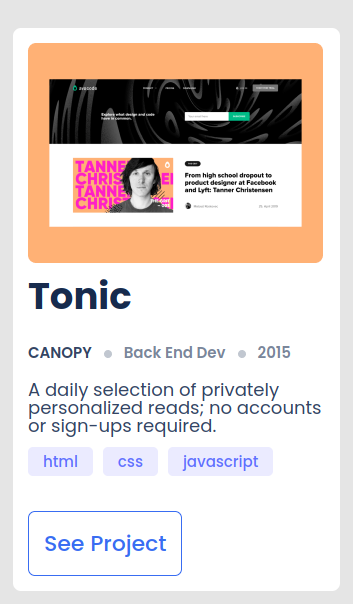 avocode
Explore what design and code
have in common.
TANNER
CHRISTENSEN
TANNER
CHRIS
From high school dropout to
product designer at Facebook
and Lyft: Tanner Christensen
Tonic
CANOPY
Back End Dev
2015
A daily selection of privately
personalized reads; no accounts
or sign-ups required.
html
css
javascript
See Project